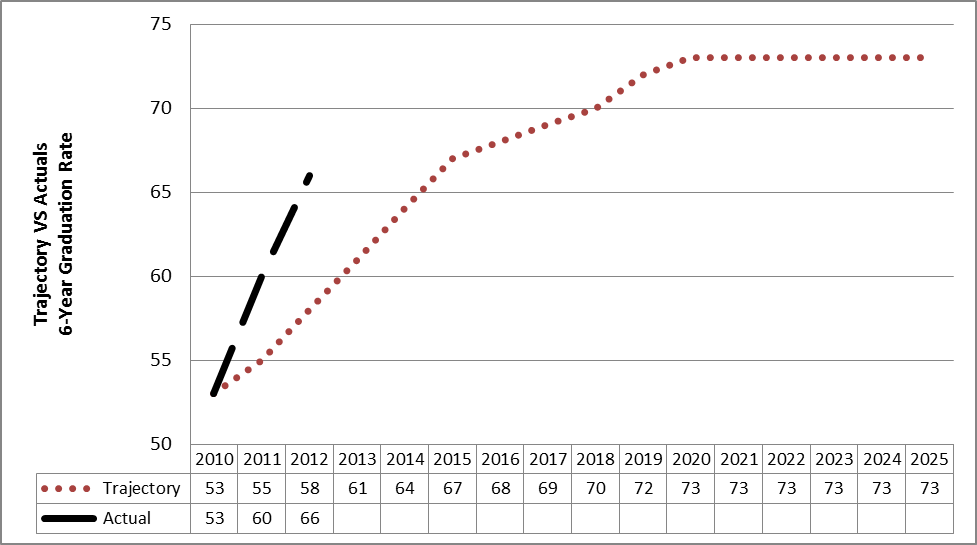 75
70
65
60
55
50
Trajectory VS Actuals
6-Year Graduation Rate
2010 2011 2012 2013 2014 2015 2016 2017 2018 2019 2020 2021 2022 2023 2024 2025
Trajectory 53 55 58 61 64 67 68 69 70 72 73 73 73 73 73 73
Actual 53 60 66